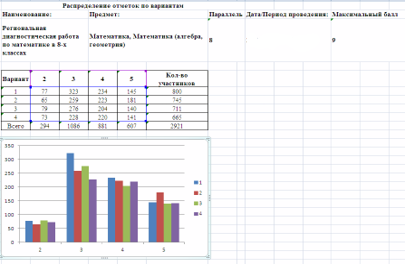 Распределение отметок по вариантам
Наименование: Предмет: Параллель Дата/Период проведения: Максимальный балл
Региональная диагностическая работа по математике в 8-х классах
Математика, Математика (алгебра, геометрия)
8 9
Вариант 2 3 4 5 Кол-во участников
1 77 323 234 145 800
2 65 259 223 181 745
3 79 276 204 140 711
4 73 228 220 141 665
Всего 294 1086 881 607 2921
350
300
250
200
150
100
50
0
2 3 4 5
1
2
3
4